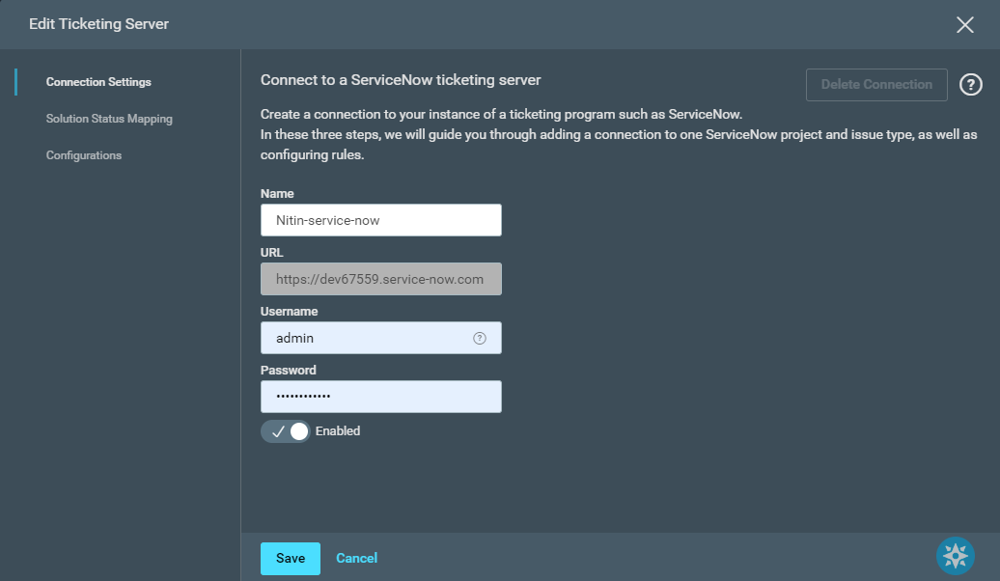 Edit Ticketing Server
Connection Settings
Solution Status Mapping
Configurations
Connect to a ServiceNow ticketing server
Delete Connection
?
Create a connection to your instance of a ticketing program such as ServiceNow.
In these three steps, we will guide you through adding a connection to one ServiceNow project and issue type, as well as
configuring rules.
Name
Nitin-service-now
URL
https://dev67559.service-now.com
Username
admin
?
Password
••••••••••••
Enabled
Save
Cancel